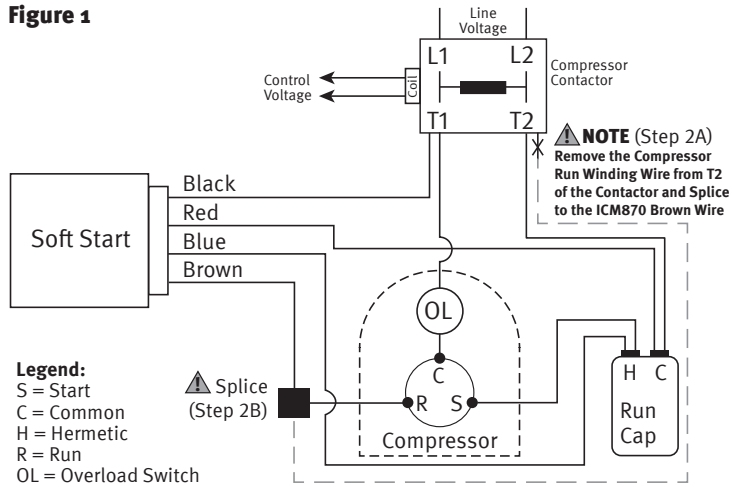 Figure 1
Line
Voltage
L1
L2
Compressor
Contactor
Control
Voltage
Coil
T1
T2
NOTE (Step 2A)
Remove the Compressor
Run Winding Wire from T2
of the Contactor and Splice
to the ICM870 Brown Wire
Soft Start
Black
Red
Blue
Brown
OL
C
R
S
Compressor
H
C
Run
Cap
Splice
(Step 2B)
Legend:
S = Start
C = Common
H = Hermetic
R = Run
OL = Overload Switch